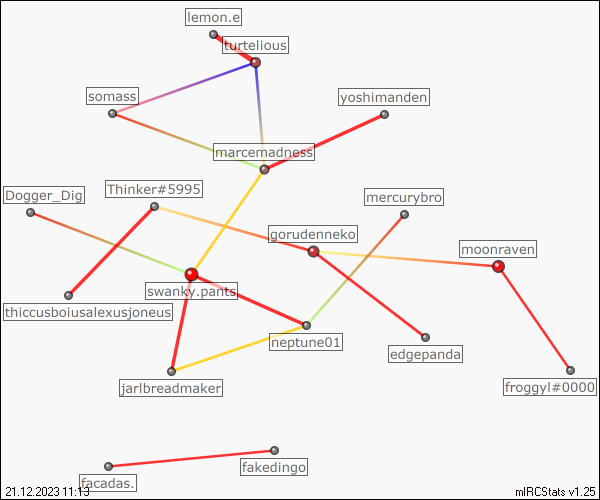 lemon.e
turtelious
somass
yoshimanden
marcemadness
Thinker#5995
Dogger_Dig
mercurybro
gorudenneko
moonraven
swanky.pants
thiccusboiusalexusjoneus
neptune01
edgepanda
jarlbreadmaker
froggyl#0000
fakedingo
facadas.
21.12.2023 11:13
mIRCStats v1.25